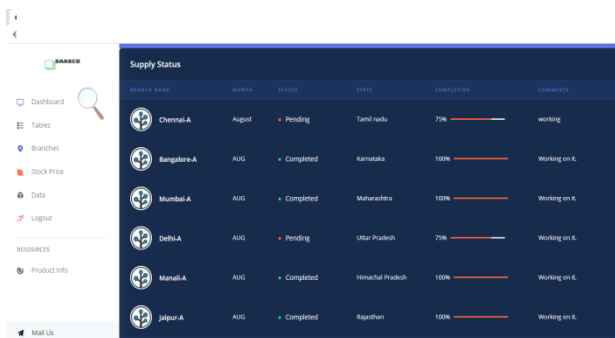 SAASCO
Dashboard
Tables
Branches
Stock Price
Data
Logout
RESOURCES
Product Info
Mail Us
Supply Status
BRANCH NAME MONTH STATUS STATE COMPLETION COMMENTS
Chennai-A August Pending Tamil nadu 75% working
Bangalore-A AUG Completed Karnataka 100% Working on it.
Mumbai-A AUG Completed Maharashtra 100% Working on it.
Delhi-A AUG Pending Uttar Pradesh 75% Working on it.
Manali-A AUG Completed Himachal Pradesh 100% Working on it.
Jaipur-A AUG Completed Rajasthan 100% Working on it.